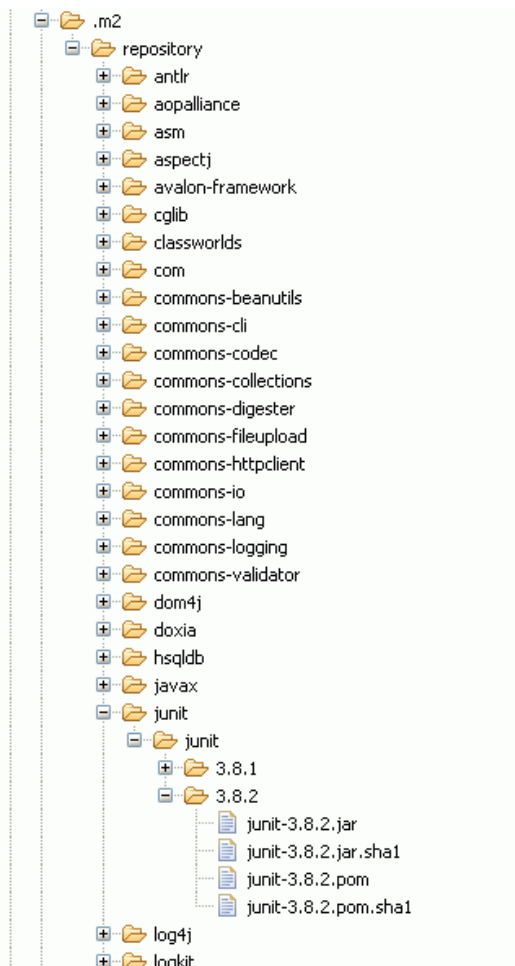 .m2
repository
antlr
aopalliance
asm
aspectj
avalon-framework
cglib
classworlds
com
commons-beanutils
commons-cli
commons-codec
commons-collections
commons-digester
commons-fileupload
commons-httpclient
commons-io
commons-lang
commons-logging
commons-validator
dom4j
doxia
hsqldb
javax
junit
junit
3.8.1
3.8.2
junit-3.8.2.jar
junit-3.8.2.jar.sha1
junit-3.8.2.pom
junit-3.8.2.pom.sha1
log4j
logkit